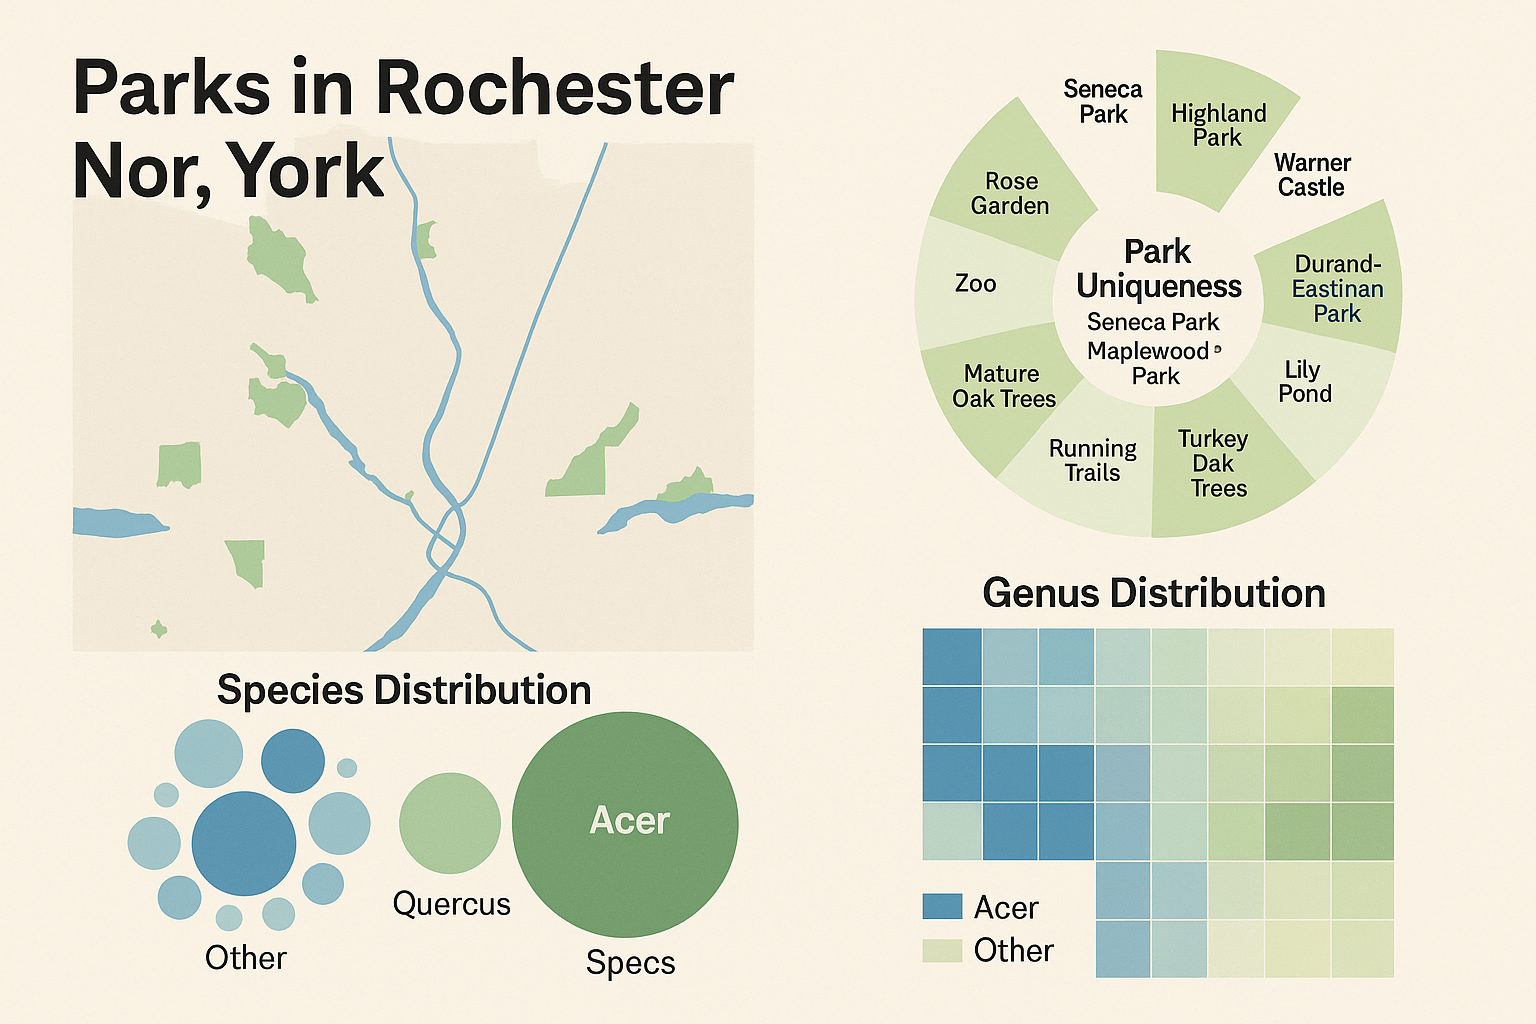 Parks in Rochester
Nor, York
Seneca
Park
Highland
Park
Warner
Castle
Rose
Garden
Durand-
Eastinan
Park
Zoo
Park
Uniqueness
Seneca Park
Maplewood
Park
Lily
Pond
Mature
Oak Trees
Running
Trails
Turkey
Dak
Trees
Species Distribution
Acer
Quercus
Other
Specs
Genus Distribution
Acer
Other